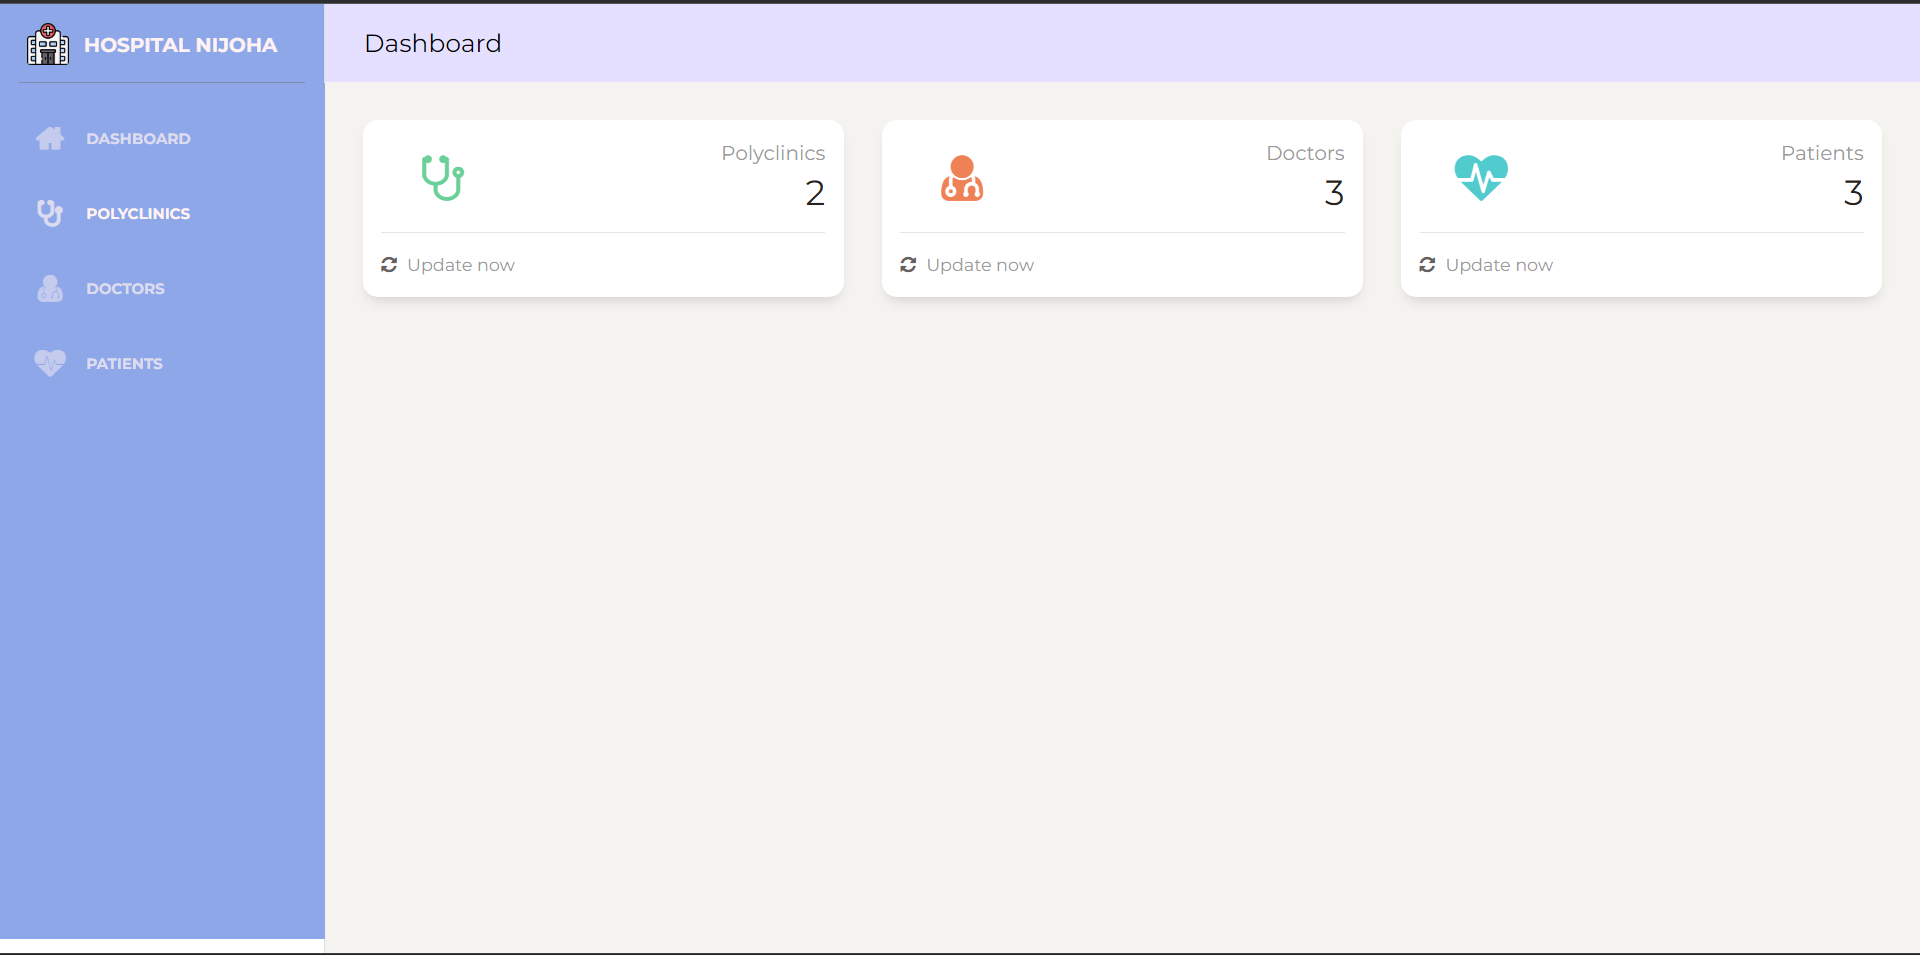 HOSPITAL NIJOHA
DASHBOARD
POLYCLINICS
DOCTORS
PATIENTS
Dashboard
Polyclinics
2
Update now
Doctors
3
Update now
Patients
3
Update now